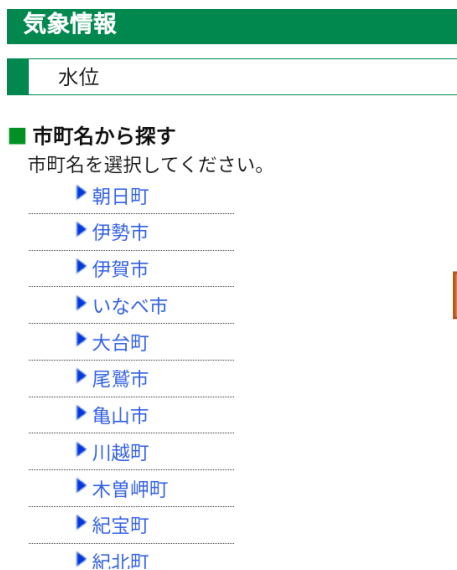 気象情報
水位
市町名から探す
市町名を選択してください。
朝日町
伊勢市
伊賀市
いなべ市
大台町
尾鷲市
亀山市
川越町
木曽岬町
紀宝町
紀北町